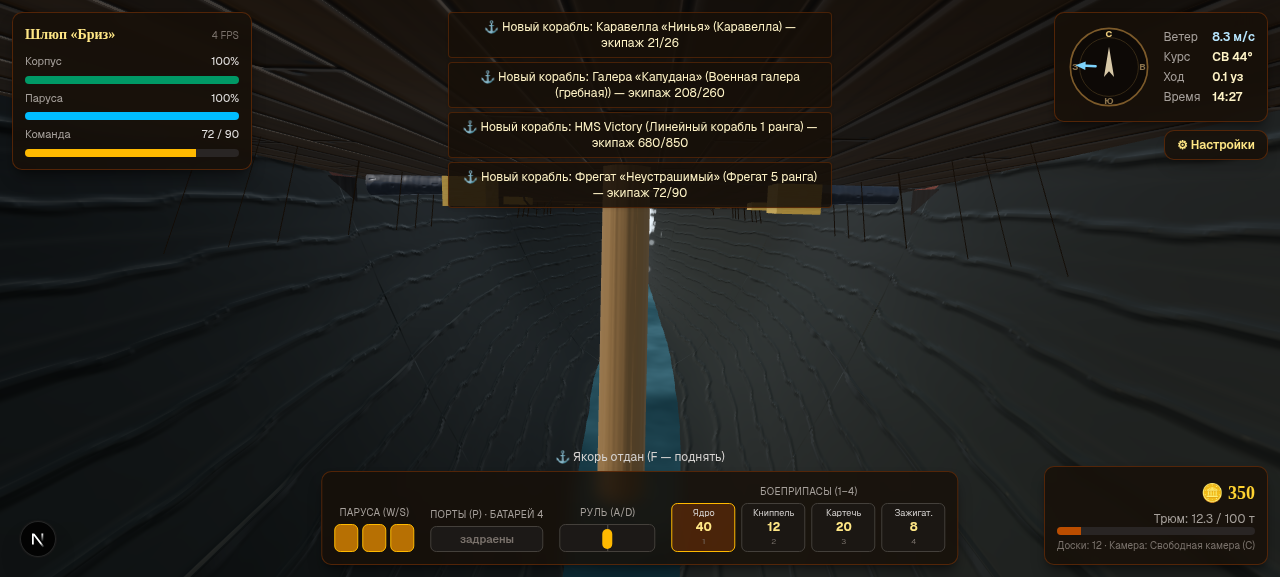 Шлюп «Бриз»
4 FPS
Корпус
100%
Паруса
100%
Команда
72 / 90
⚓ Новый корабль: Каравелла «Нинья» (Каравелла) —
экипаж 21/26
⚓ Новый корабль: Галера «Капудана» (Военная галера
(гребная)) — экипаж 208/260
⚓ Новый корабль: HMS Victory (Линейный корабль 1 ранга) —
экипаж 680/850
⚓ Новый корабль: Фрегат «Неустрашимый» (Фрегат 5 ранга)
— экипаж 72/90
С
З
В
Ю
Ветер 8.3 м/с
Курс СВ 44°
Ход 0.1 уз
Время 14:27
⚙ Настройки
⚓ Якорь отдан (F — поднять)
ПАРУСА (W/S)
ПОРТЫ (P) · БАТАРЕЙ 4
задраены
РУЛЬ (A/D)
БОЕПРИПАСЫ (1–4)
Ядро
40
1
Книппель
12
2
Картечь
20
3
Зажигат.
8
4
350
Трюм: 12.3 / 100 т
Доски: 12 · Камера: Свободная камера (C)
N